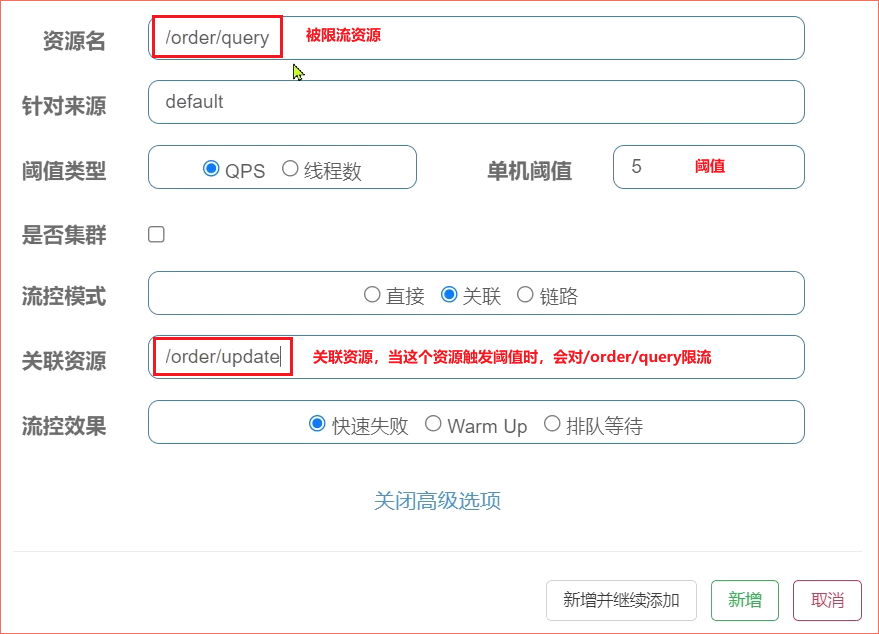 资源名 /order/query 被限流资源
针对来源 default
阈值类型 QPS 线程数 单机阈值 5 阈值
是否集群
流控模式 直接 关联 链路
关联资源 /order/update 关联资源，当这个资源触发阈值时，会对/order/query限流
流控效果 快速失败 Warm Up 排队等待
关闭高级选项
新增并继续添加 新增 取消